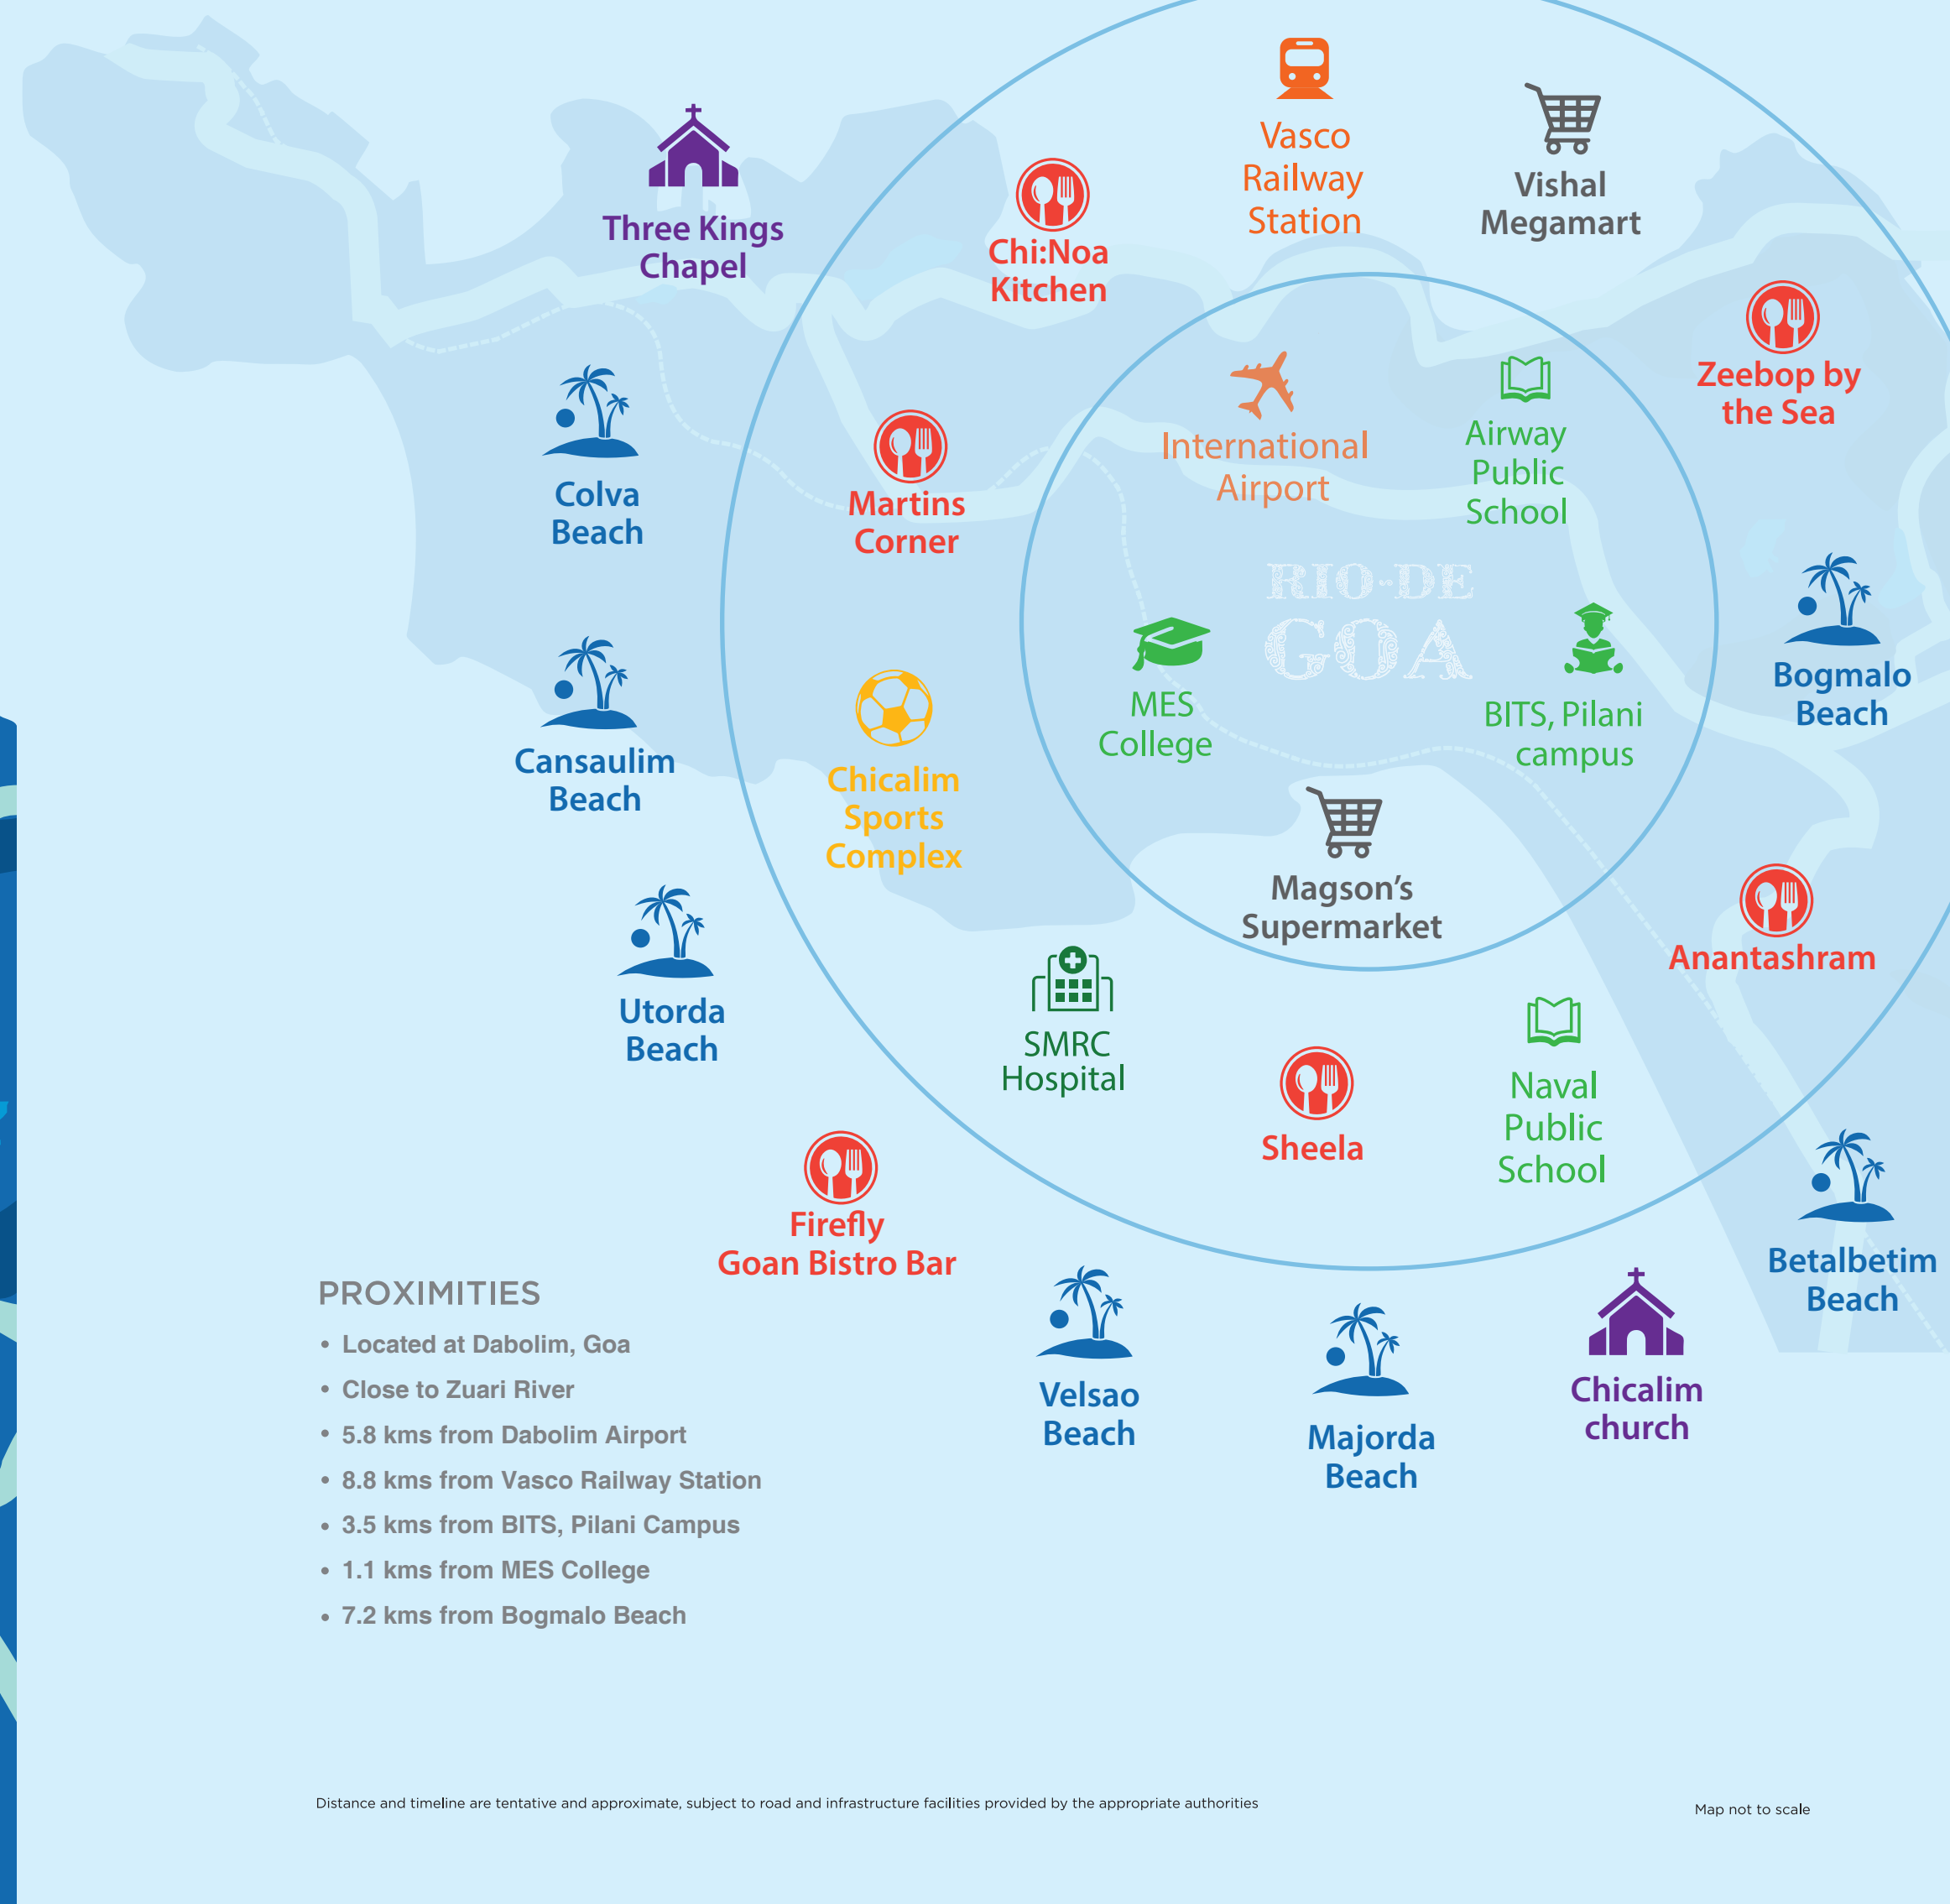 Vasco
Railway
Station
Vishal
Megamart
Three Kings
Chapel
Chi:Noa
Kitchen
Zeebop by
the Sea
International
Airport
Airway
Public
School
Colva
Beach
Martins
Corner
RIO-DE
GOA
MES
College
BITS, Pilani
campus
Bogmalo
Beach
Cansaulim
Beach
Chicalim
Sports
Complex
Magson’s
Supermarket
Anantashram
Utorda
Beach
SMRC
Hospital
Sheela
Naval
Public
School
Firefly
Goan Bistro Bar
Betalbetim
Beach
Velsao
Beach
Majorda
Beach
Chicalim
church
PROXIMITIES
• Located at Dabolim, Goa
• Close to Zuari River
• 5.8 kms from Dabolim Airport
• 8.8 kms from Vasco Railway Station
• 3.5 kms from BITS, Pilani Campus
• 1.1 kms from MES College
• 7.2 kms from Bogmalo Beach
Distance and timeline are tentative and approximate, subject to road and infrastructure facilities provided by the appropriate authorities
Map not to scale